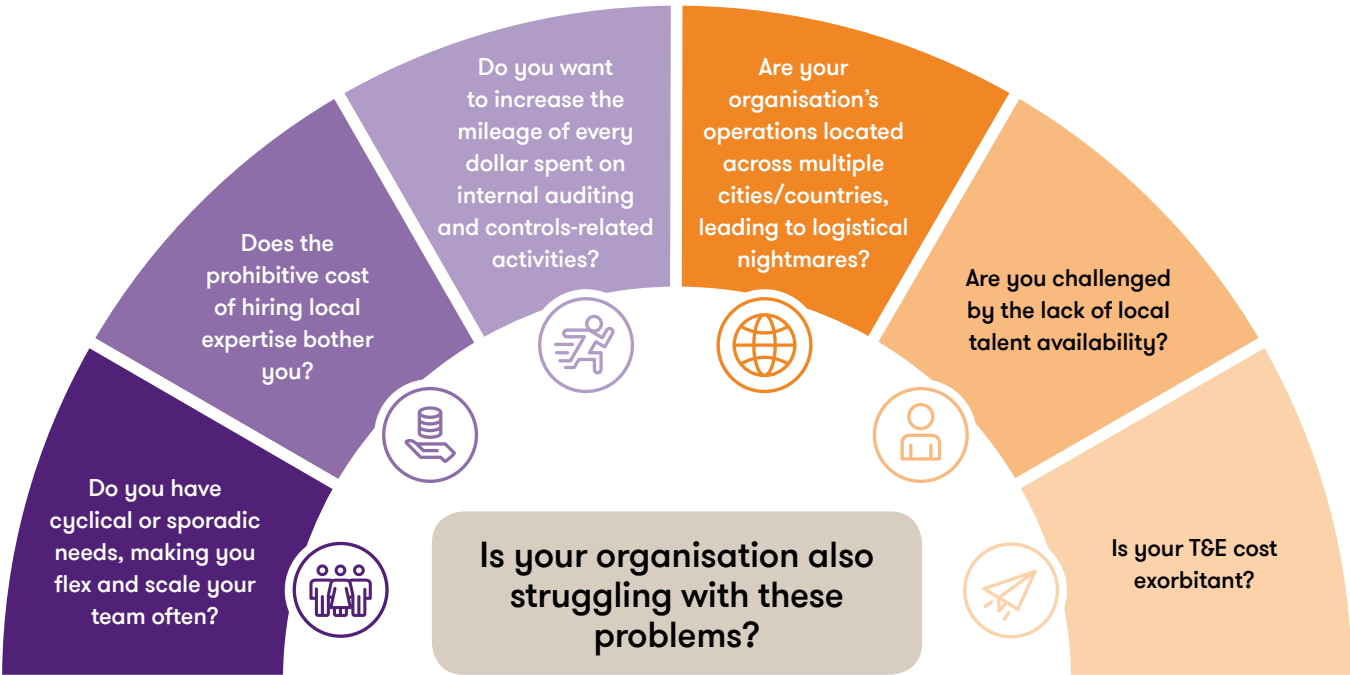 Do you have
cyclical or sporadic
needs, making you
flex and scale your
team often?
Does the
prohibitive cost
of hiring local
expertise bother
you?
Do you want
to increase the
mileage of every
dollar spent on
internal auditing
and controls-related
activities?
Are your
organisation’s
operations located
across multiple
cities/countries,
leading to logistical
nightmares?
Are you challenged
by the lack of local
talent availability?
Is your T&E cost
exorbitant?
Is your organisation also
struggling with these
problems?